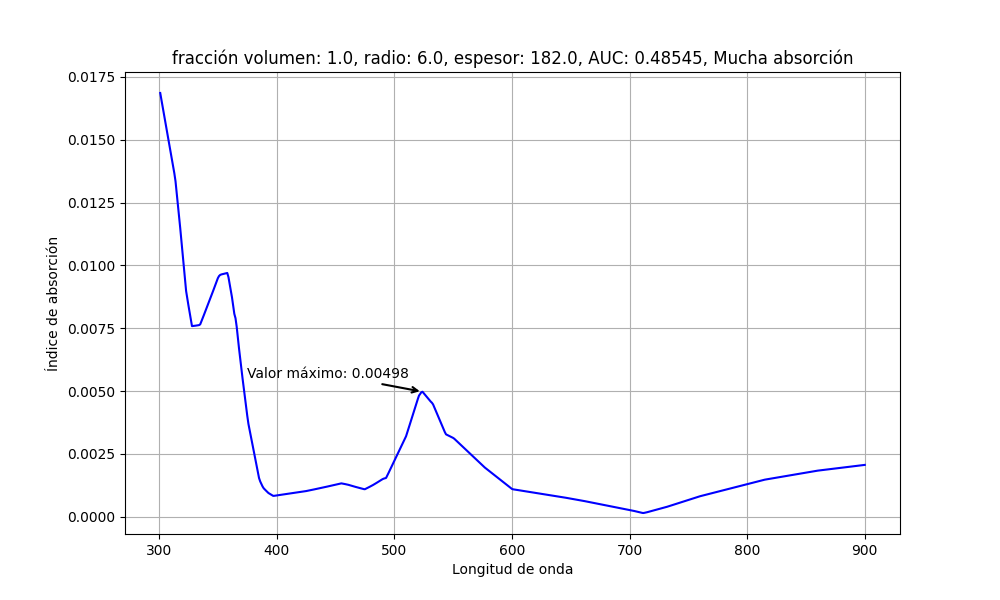 fracción volumen: 1.0, radio: 6.0, espesor: 182.0, AUC: 0.48545, Mucha absorción
0.0175
0.0150
0.0125
0.0100
0.0075
0.0050
0.0025
0.0000
Índice de absorción
Valor máximo: 0.00498
300 400 500 600 700 800 900
Longitud de onda